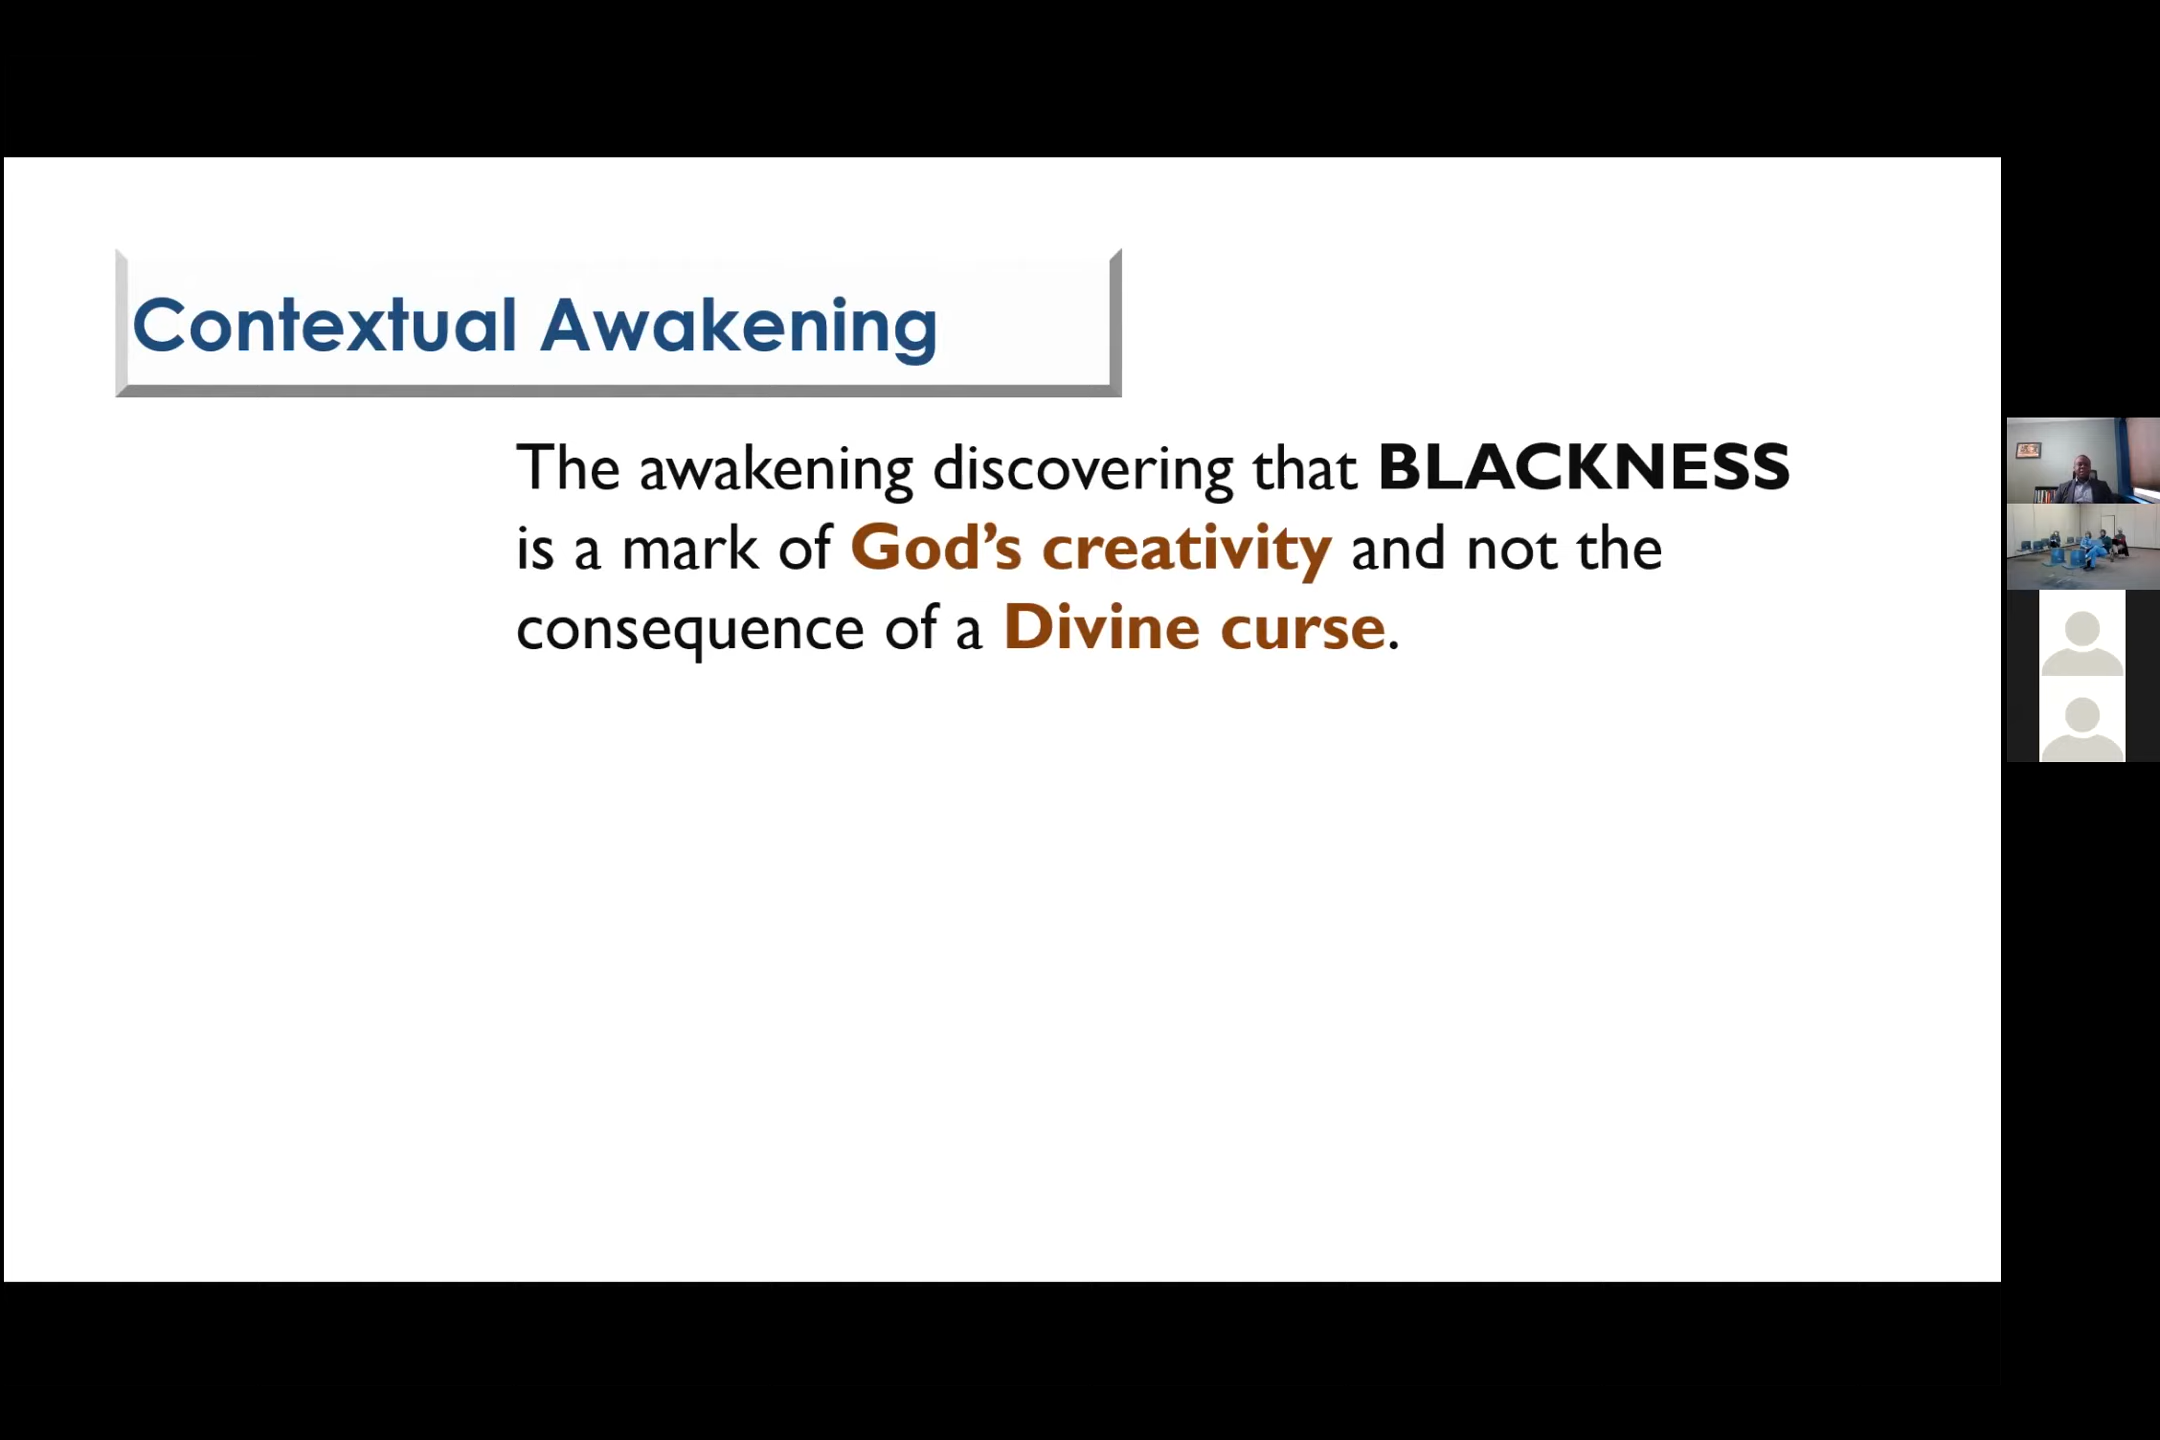 Contextual Awakening
The awakening discovering that BLACKNESS
is a mark of God’s creativity and not the
consequence of a Divine curse.